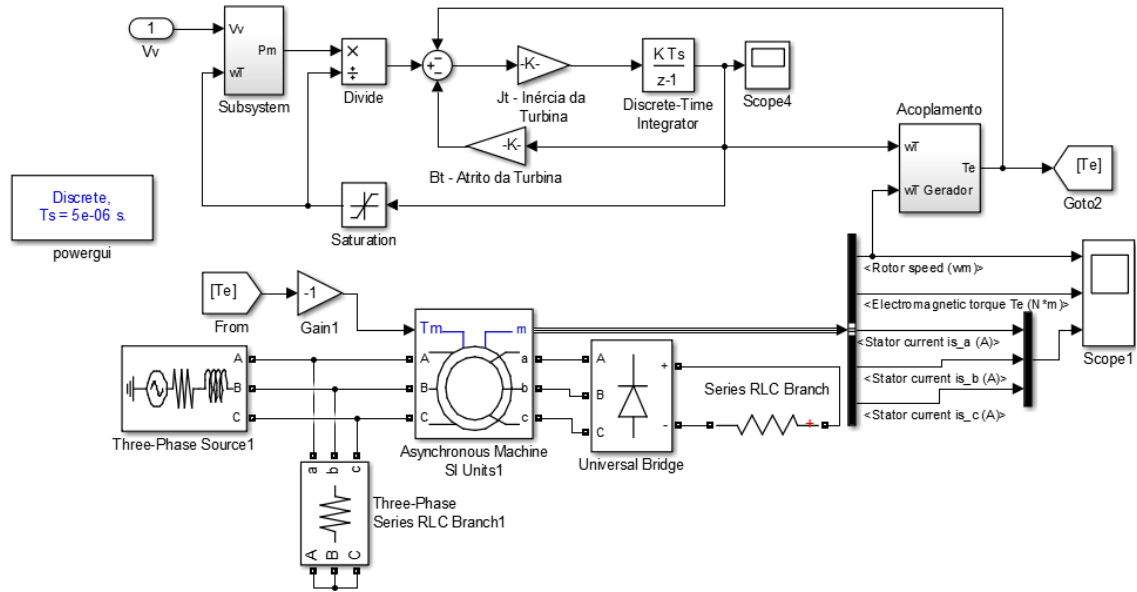 1
Vv
Vv
wT
Pm
Subsystem
×
÷
Divide
+
−
−
-K-
Jt - Inércia da
Turbina
K Ts
z-1
Discrete-Time
Integrator
Scope4
-K-
Bt - Atrito da Turbina
Saturation
Acoplamento
wT
Te
wT Gerador
[Te]
Goto2
Discrete,
Ts = 5e-06 s.
powergui
[Te]
From
-1
Gain1
<Rotor speed (wm)>
<Electromagnetic torque Te (N*m)>
<Stator current is_a (A)>
<Stator current is_b (A)>
<Stator current is_c (A)>
Scope1
A
B
C
Three-Phase Source1
Tm
m
A
B
C
a
b
c
Asynchronous Machine
SI Units1
A
B
C
+
-
Universal Bridge
Series RLC Branch
+
a
b
c
A
B
C
Three-Phase
Series RLC Branch1